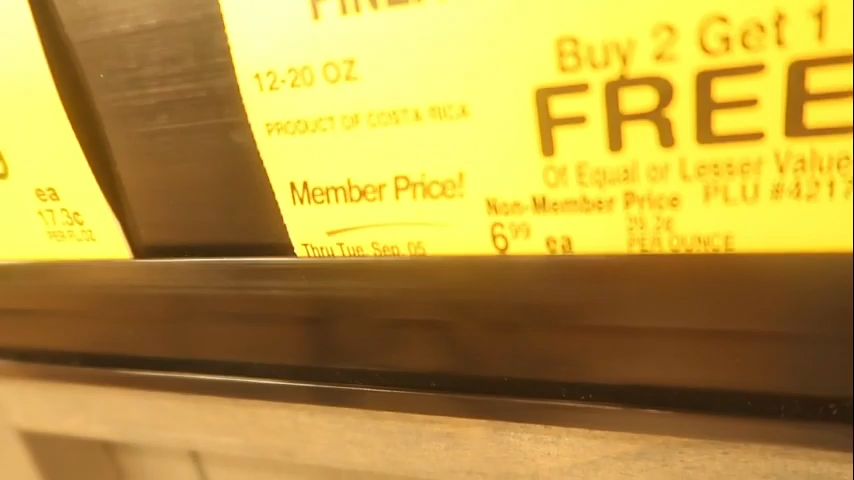 Buy 2 Get 1
FREE
12-20 OZ
PRODUCT OF COSTA RICA
Of Equal or Lesser Value
Member Price!
Non-Member Price
PLU #4217
6.99 ea
PER OUNCE
Thru Tue. Sep. 05
ea
17.3c
PER FL OZ